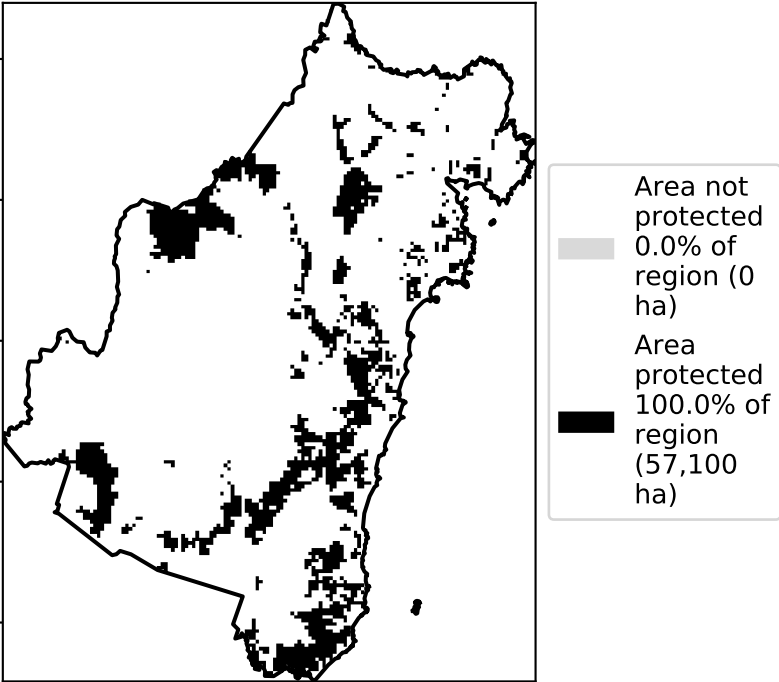 Area not
protected
0.0% of
region (0
ha)
Area
protected
100.0% of
region
(57,100
ha)